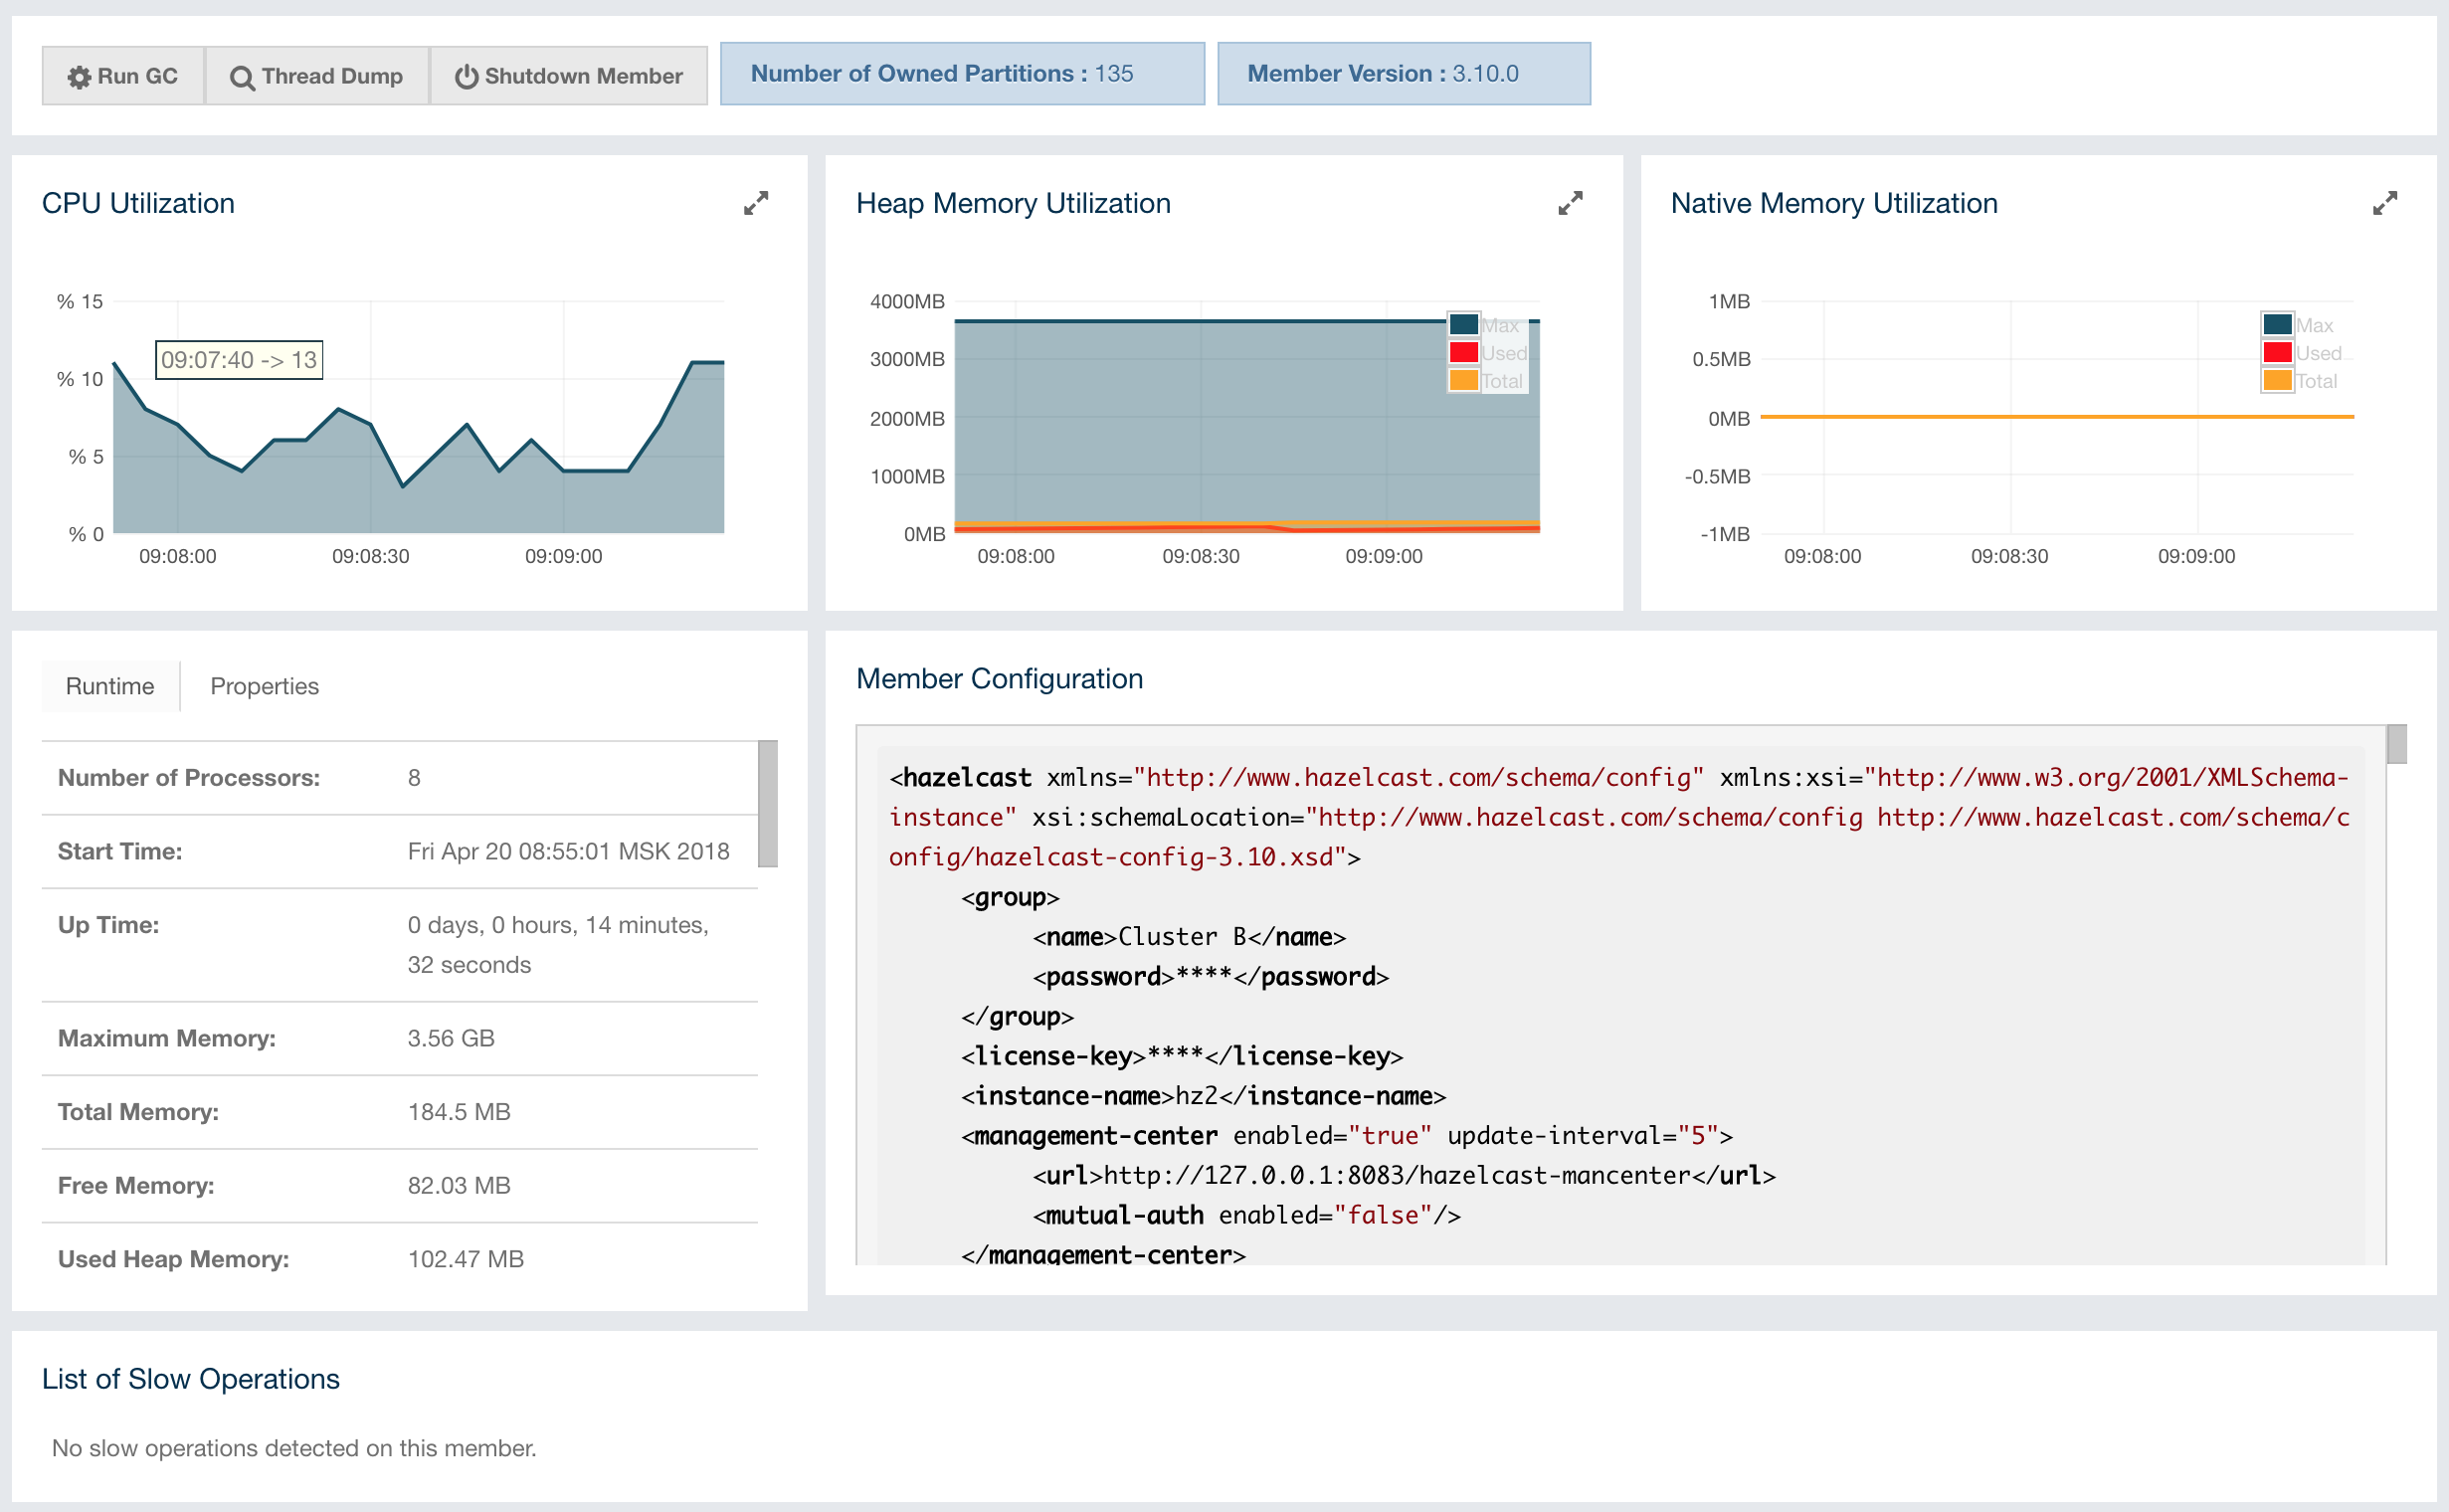 Run GC
Thread Dump
Shutdown Member
Number of Owned Partitions : 135
Member Version : 3.10.0
CPU Utilization
% 15
% 10
% 5
% 0
09:07:40 -> 13
09:08:00
09:08:30
09:09:00
Heap Memory Utilization
4000MB
3000MB
2000MB
1000MB
0MB
Max
Used
Total
09:08:00
09:08:30
09:09:00
Native Memory Utilization
1MB
0.5MB
0MB
-0.5MB
-1MB
Max
Used
Total
09:08:00
09:08:30
09:09:00
Runtime
Properties
Number of Processors: 8
Start Time: Fri Apr 20 08:55:01 MSK 2018
Up Time: 0 days, 0 hours, 14 minutes,
32 seconds
Maximum Memory: 3.56 GB
Total Memory: 184.5 MB
Free Memory: 82.03 MB
Used Heap Memory: 102.47 MB
Member Configuration
<hazelcast xmlns="http://www.hazelcast.com/schema/config" xmlns:xsi="http://www.w3.org/2001/XMLSchema-
instance" xsi:schemaLocation="http://www.hazelcast.com/schema/config http://www.hazelcast.com/schema/c
onfig/hazelcast-config-3.10.xsd">
<group>
<name>Cluster B</name>
<password>****</password>
</group>
<license-key>****</license-key>
<instance-name>hz2</instance-name>
<management-center enabled="true" update-interval="5">
<url>http://127.0.0.1:8083/hazelcast-mancenter</url>
<mutual-auth enabled="false"/>
</management-center>
List of Slow Operations
No slow operations detected on this member.